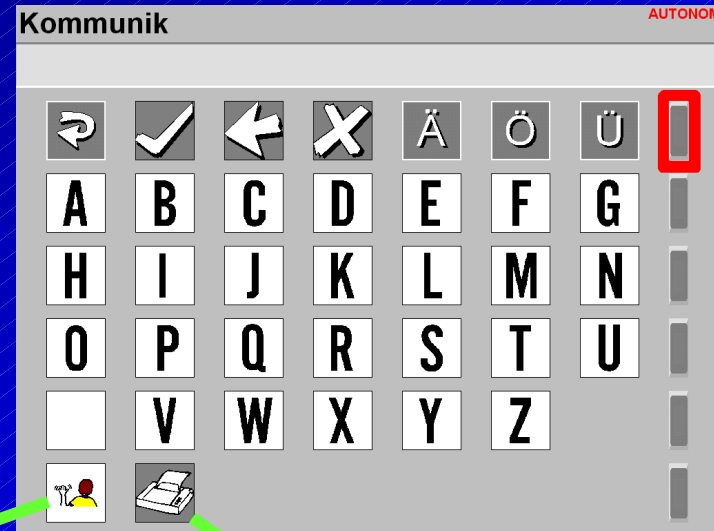 Kommunik
AUTONOM
Ä Ö Ü
A B C D E F G
H I J K L M N
O P Q R S T U
V W X Y Z